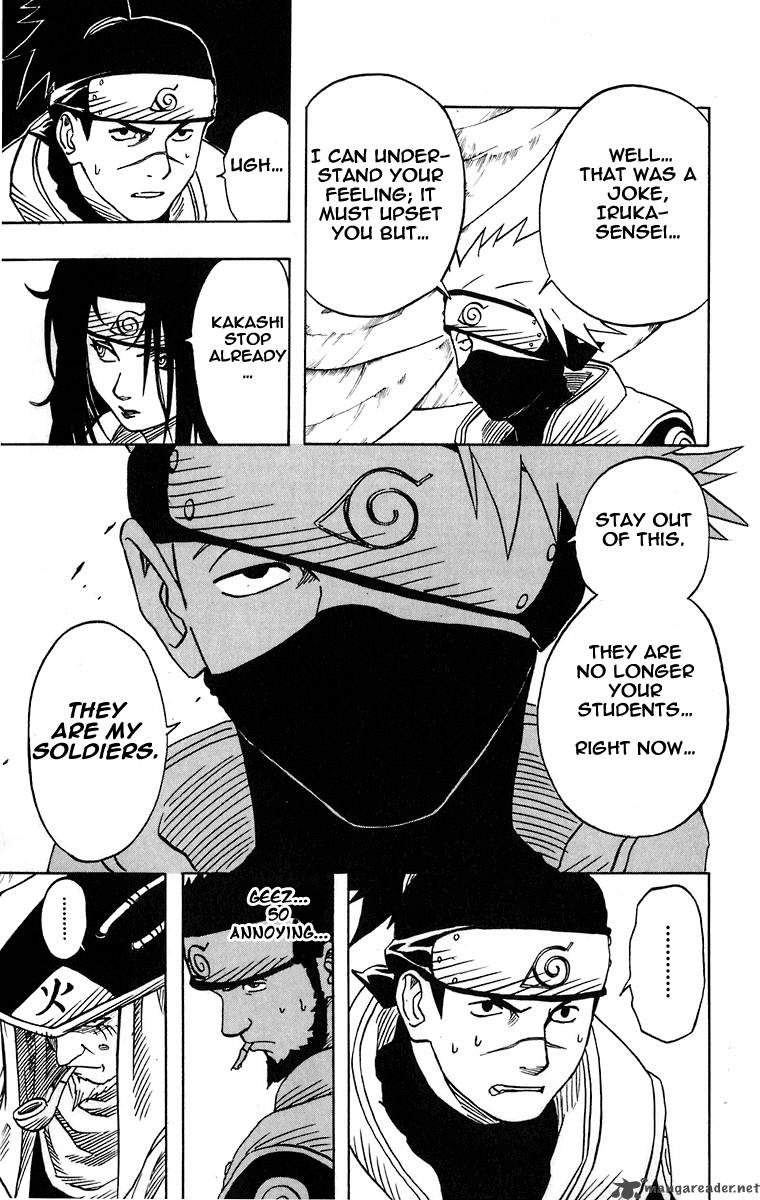 WELL...
THAT WAS A
JOKE,
IRUKA-
SENSEI...
I CAN UNDER-
STAND YOUR
FEELING; IT
MUST UPSET
YOU BUT...
UGH...
KAKASHI
STOP
ALREADY
...
STAY OUT
OF THIS.
THEY ARE
NO LONGER
YOUR
STUDENTS...
RIGHT NOW...
THEY
ARE MY
SOLDIERS.
........
GEEZ...
SO
ANNOYING...
........
火
mangareader.net